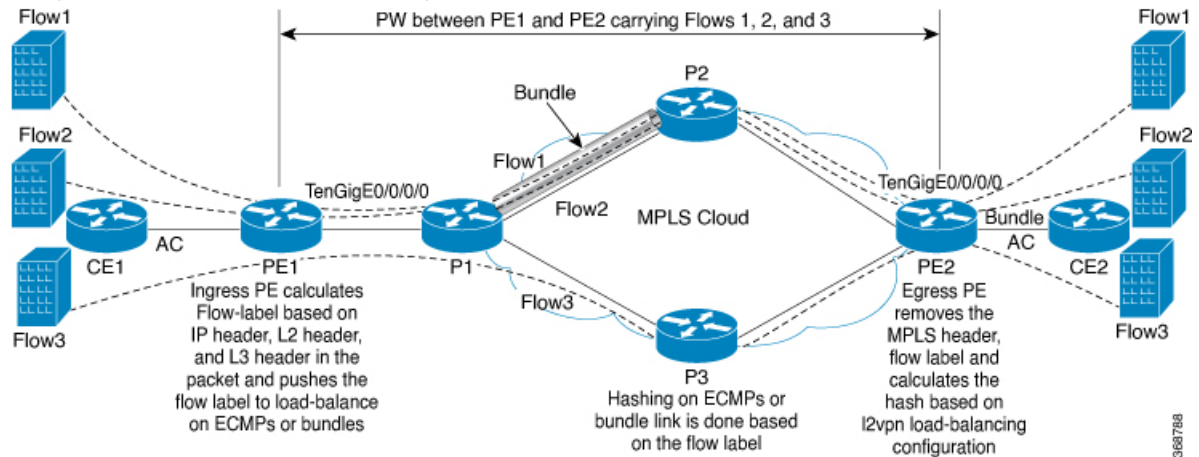 Flow1
PW between PE1 and PE2 carrying Flows 1, 2, and 3
Flow1
P2
Bundle
Flow2
Flow2
Flow1
TenGigE0/0/0/0
TenGigE0/0/0/0
Flow2
MPLS Cloud
Bundle
AC
AC
CE1
PE1
P1
PE2
CE2
Flow3
Flow3
Flow3
Ingress PE calculates
Flow-label based on
IP header, L2 header,
and L3 header in the
packet and pushes the
flow label to load-balance
on ECMPs or bundles
P3
Hashing on ECMPs or
bundle link is done based
on the flow label
Egress PE
removes the
MPLS header,
flow label and
calculates the
hash based on
l2vpn load-balancing
configuration
368788